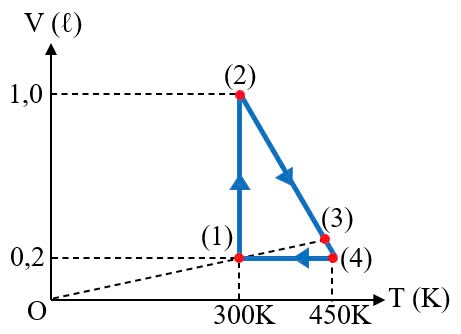 V (ℓ)
(2)
1,0
(3)
(1)
0,2
(4)
O
300K
450K
T (K)